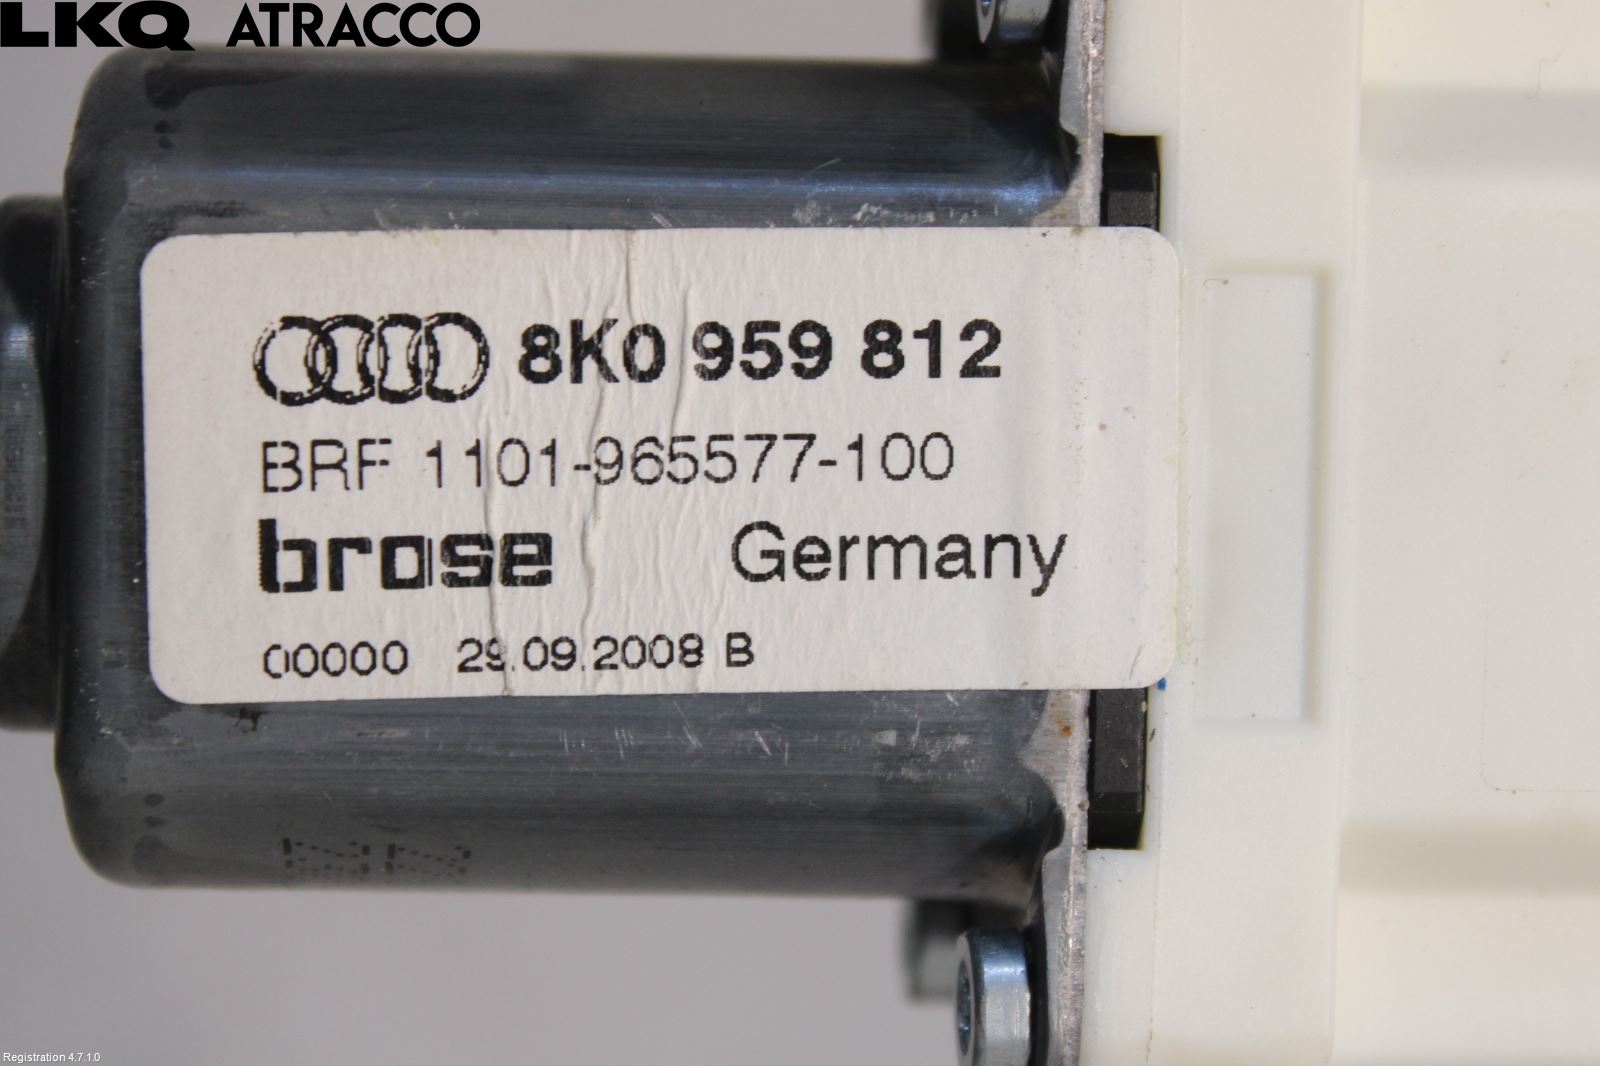 LKQ ATRACCO
8K0 959 812
BRF 1101-965577-100
brose Germany
00000 29.09.2008 B
Registration 4.7.1.0